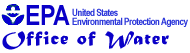 EPA United States
Environmental Protection Agency
Office of Water